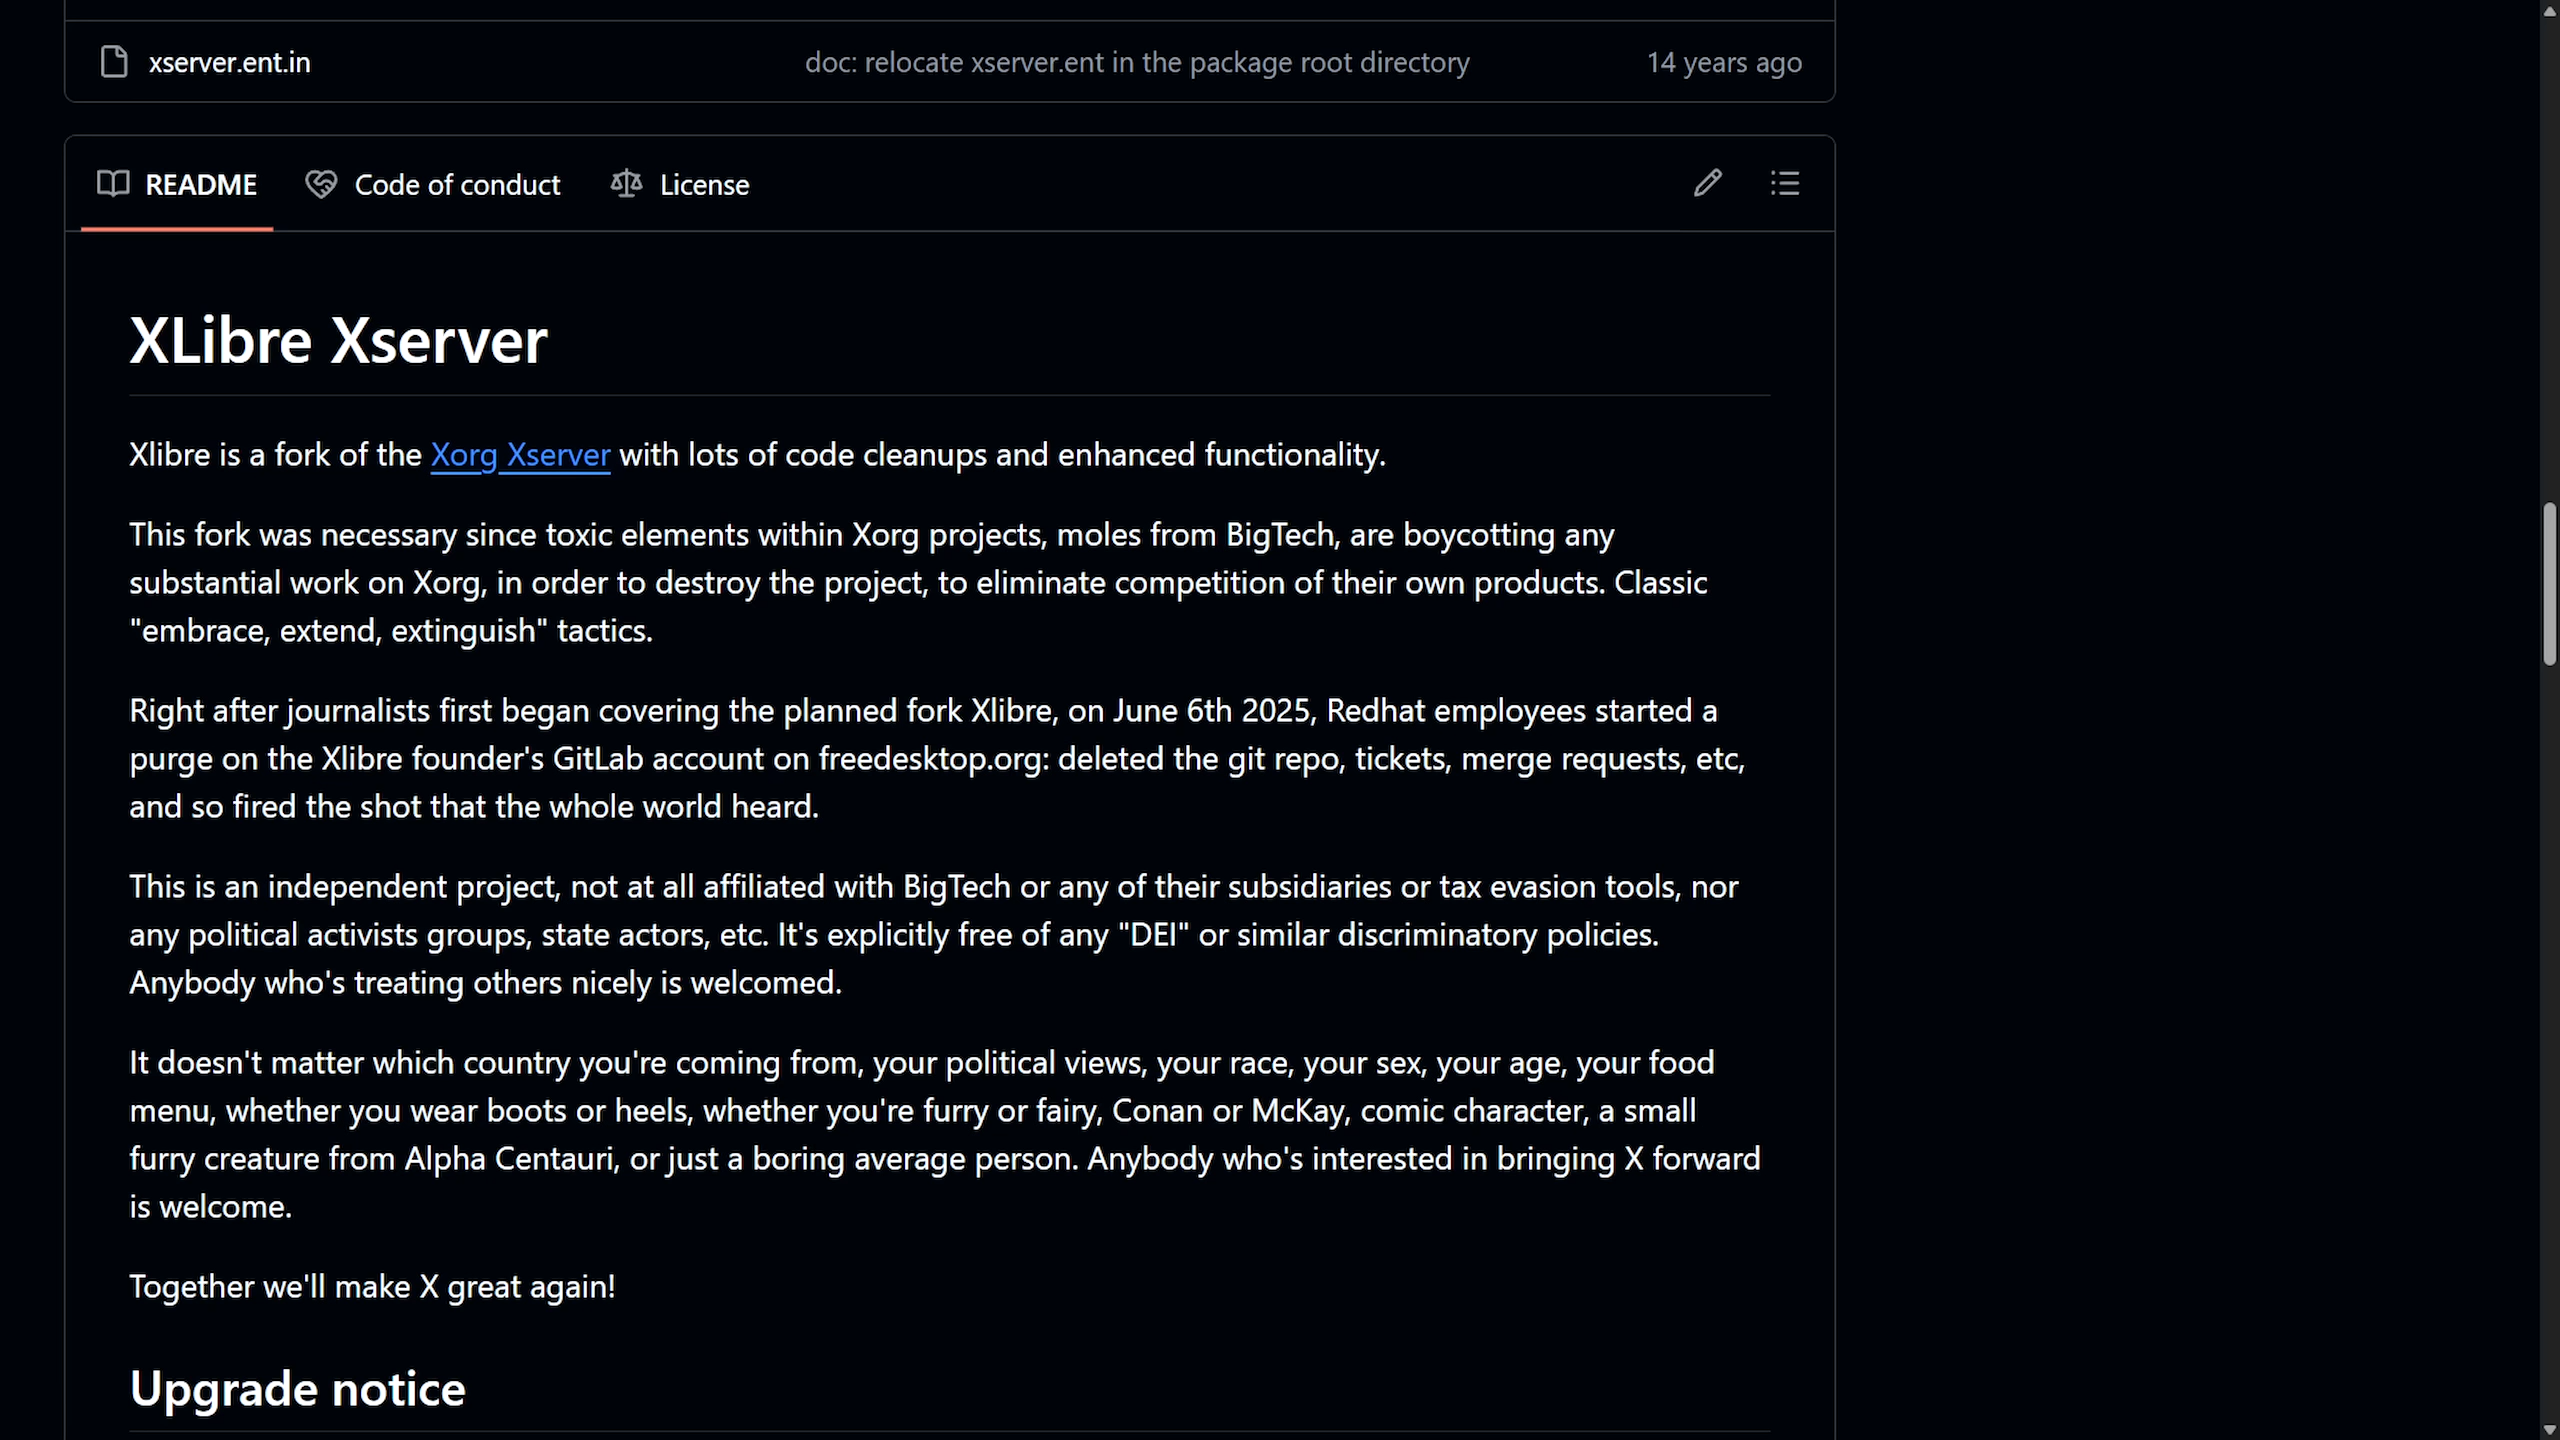 xserver.ent.in doc: relocate xserver.ent in the package root directory 14 years ago
README Code of conduct License
XLibre Xserver
Xlibre is a fork of the Xorg Xserver with lots of code cleanups and enhanced functionality.
This fork was necessary since toxic elements within Xorg projects, moles from BigTech, are boycotting any
substantial work on Xorg, in order to destroy the project, to eliminate competition of their own products. Classic
"embrace, extend, extinguish" tactics.
Right after journalists first began covering the planned fork Xlibre, on June 6th 2025, Redhat employees started a
purge on the Xlibre founder's GitLab account on freedesktop.org: deleted the git repo, tickets, merge requests, etc,
and so fired the shot that the whole world heard.
This is an independent project, not at all affiliated with BigTech or any of their subsidiaries or tax evasion tools, nor
any political activists groups, state actors, etc. It's explicitly free of any "DEI" or similar discriminatory policies.
Anybody who's treating others nicely is welcomed.
It doesn't matter which country you're coming from, your political views, your race, your sex, your age, your food
menu, whether you wear boots or heels, whether you're furry or fairy, Conan or McKay, comic character, a small
furry creature from Alpha Centauri, or just a boring average person. Anybody who's interested in bringing X forward
is welcome.
Together we'll make X great again!
Upgrade notice